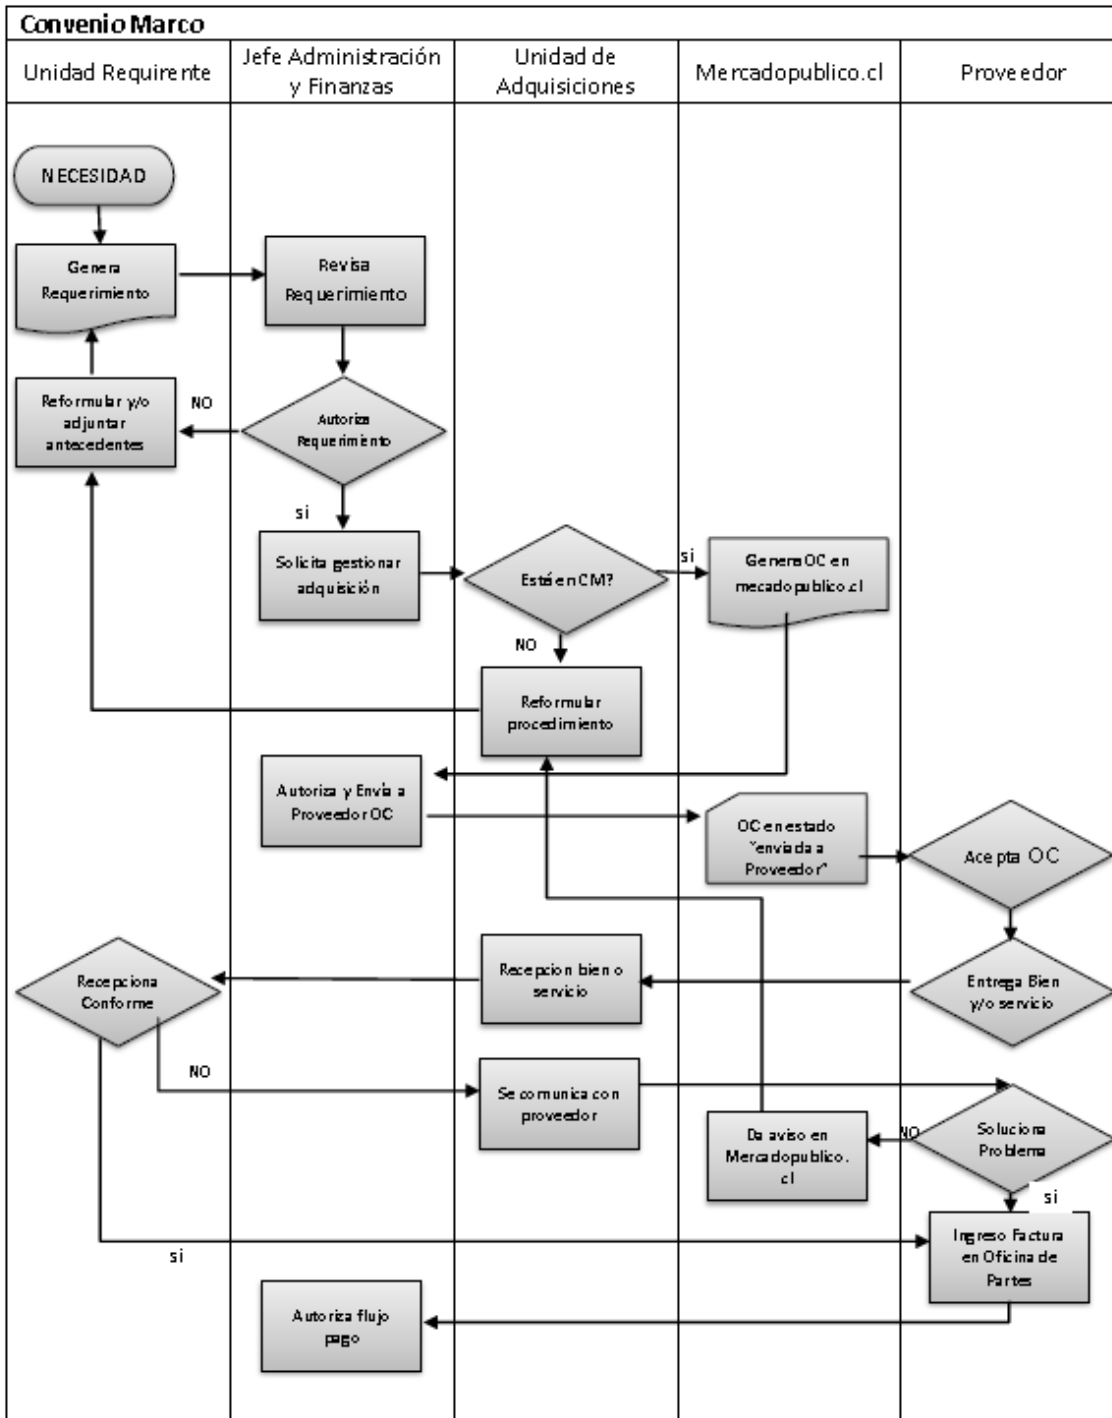 Convenio Marco
Unidad Requirente
Jefe Administración
y Finanzas
Unidad de
Adquisiciones
Mercadopublico.cl
Proveedor
NECESIDAD
Genera
Requerimiento
Revisa
Requerimiento
Reformular y/o
adjuntar
antecedentes
NO
Autoriza
Requerimiento
si
Solicita gestionar
adquisición
Está en CM?
si
Genera OC en
mecadopublico.cl
NO
Reformular
procedimiento
Autoriza y Envía a
Proveedor OC
OC en estado
"enviada a
Proveedor"
Acepta OC
Recepciona
Conforme
Recepcion bien o
servicio
Entrega Bien
y/o servicio
NO
Se comunica con
proveedor
Da aviso en
Mercadopublico.
cl
NO
Soluciona
Problema
si
si
Ingreso Factura
en Oficina de
Partes
Autoriza flujo
pago